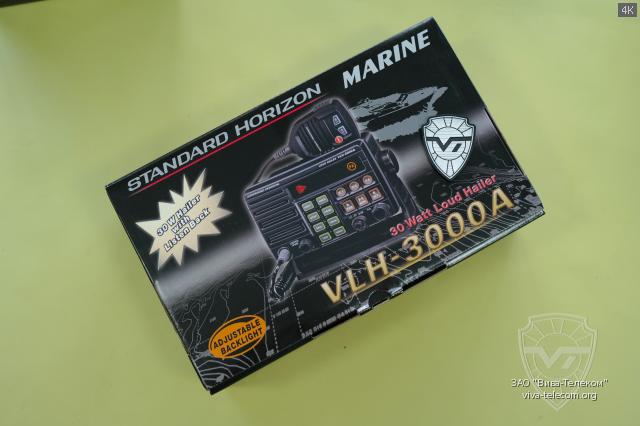 4K
STANDARD HORIZON
MARINE
30 W Hailer
with
Listen Back
30 Watt Loud Hailer
VLH-3000A
ADJUSTABLE
BACKLIGHT
ЗАО "Вива-Телеком"
viva-telecom.org